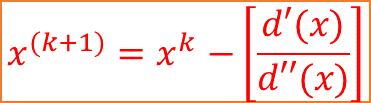 x^(k+1) = x^k − [d′(x)/d′′(x)]